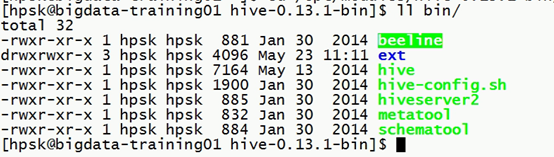 [hpsk@bigdata-training01 hive-0.13.1-bin]$ ll bin/
total 32
-rwxr-xr-x 1 hpsk hpsk  881 Jan 30  2014 beeline
drwxrwxr-x 3 hpsk hpsk 4096 May 23 11:11 ext
-rwxr-xr-x 1 hpsk hpsk 7164 May 13  2014 hive
-rwxr-xr-x 1 hpsk hpsk 1900 Jan 30  2014 hive-config.sh
-rwxr-xr-x 1 hpsk hpsk  885 Jan 30  2014 hiveserver2
-rwxr-xr-x 1 hpsk hpsk  832 Jan 30  2014 metatool
-rwxr-xr-x 1 hpsk hpsk  884 Jan 30  2014 schematool
[hpsk@bigdata-training01 hive-0.13.1-bin]$